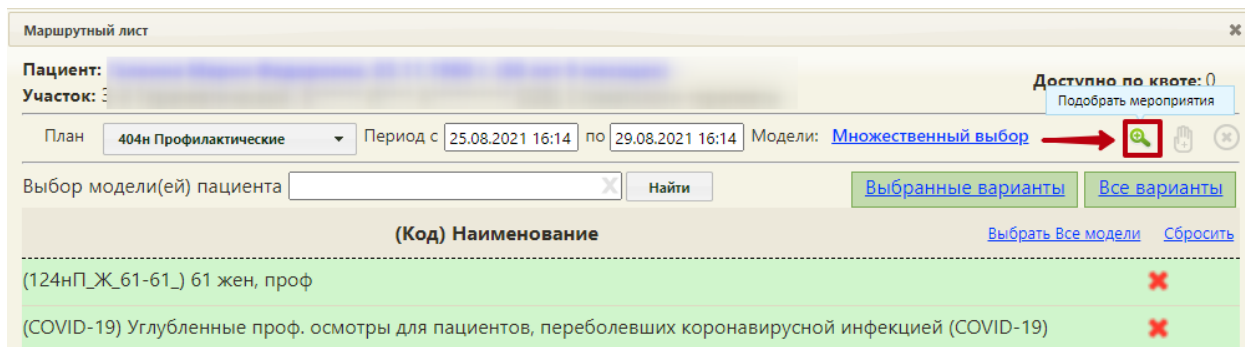 Маршрутный лист
Пациент:
Участок:
Доступно по квоте: 0
Подобрать мероприятия
План 404н Профилактические Период с 25.08.2021 16:14 по 29.08.2021 16:14 Модели: Множественный выбор
Выбор модели(ей) пациента X Найти Выбранные варианты Все варианты
(Код) Наименование Выбрать Все модели Сбросить
(124нП_Ж_61-61_) 61 жен, проф
(COVID-19) Углубленные проф. осмотры для пациентов, переболевших коронавирусной инфекцией (COVID-19)